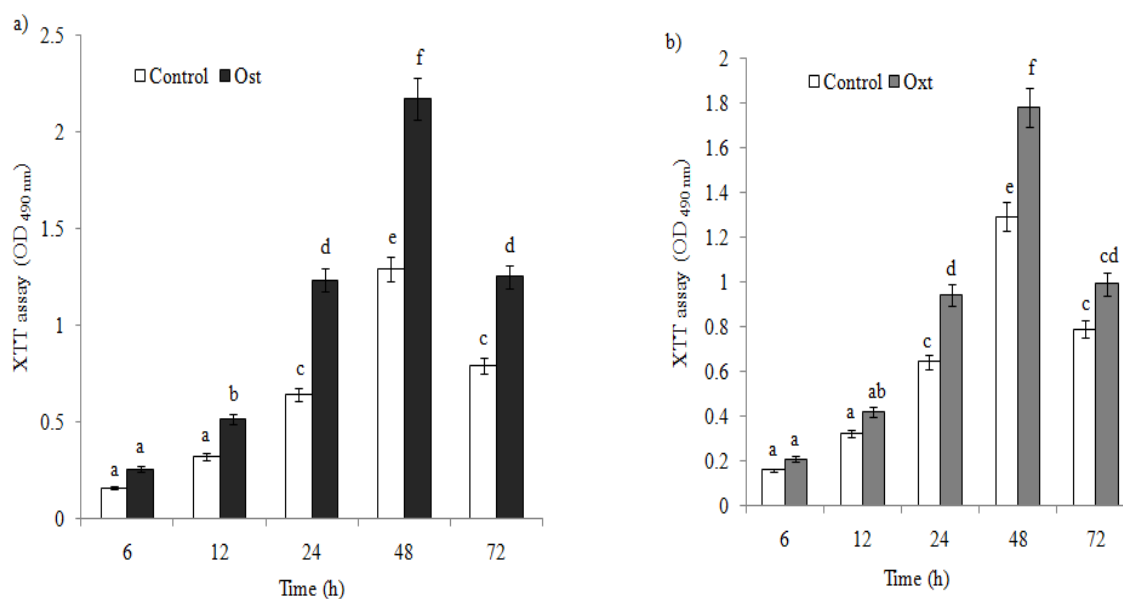 a)
XTT assay (OD 490 nm)
2.5
2
1.5
1
0.5
0
Control Ost
a a a b c d e f c d
6 12 24 48 72
Time (h)
b)
XTT assay (OD 490 nm)
2
1.8
1.6
1.4
1.2
1
0.8
0.6
0.4
0.2
0
Control Oxt
a a a ab c d e f c cd
6 12 24 48 72
Time (h)